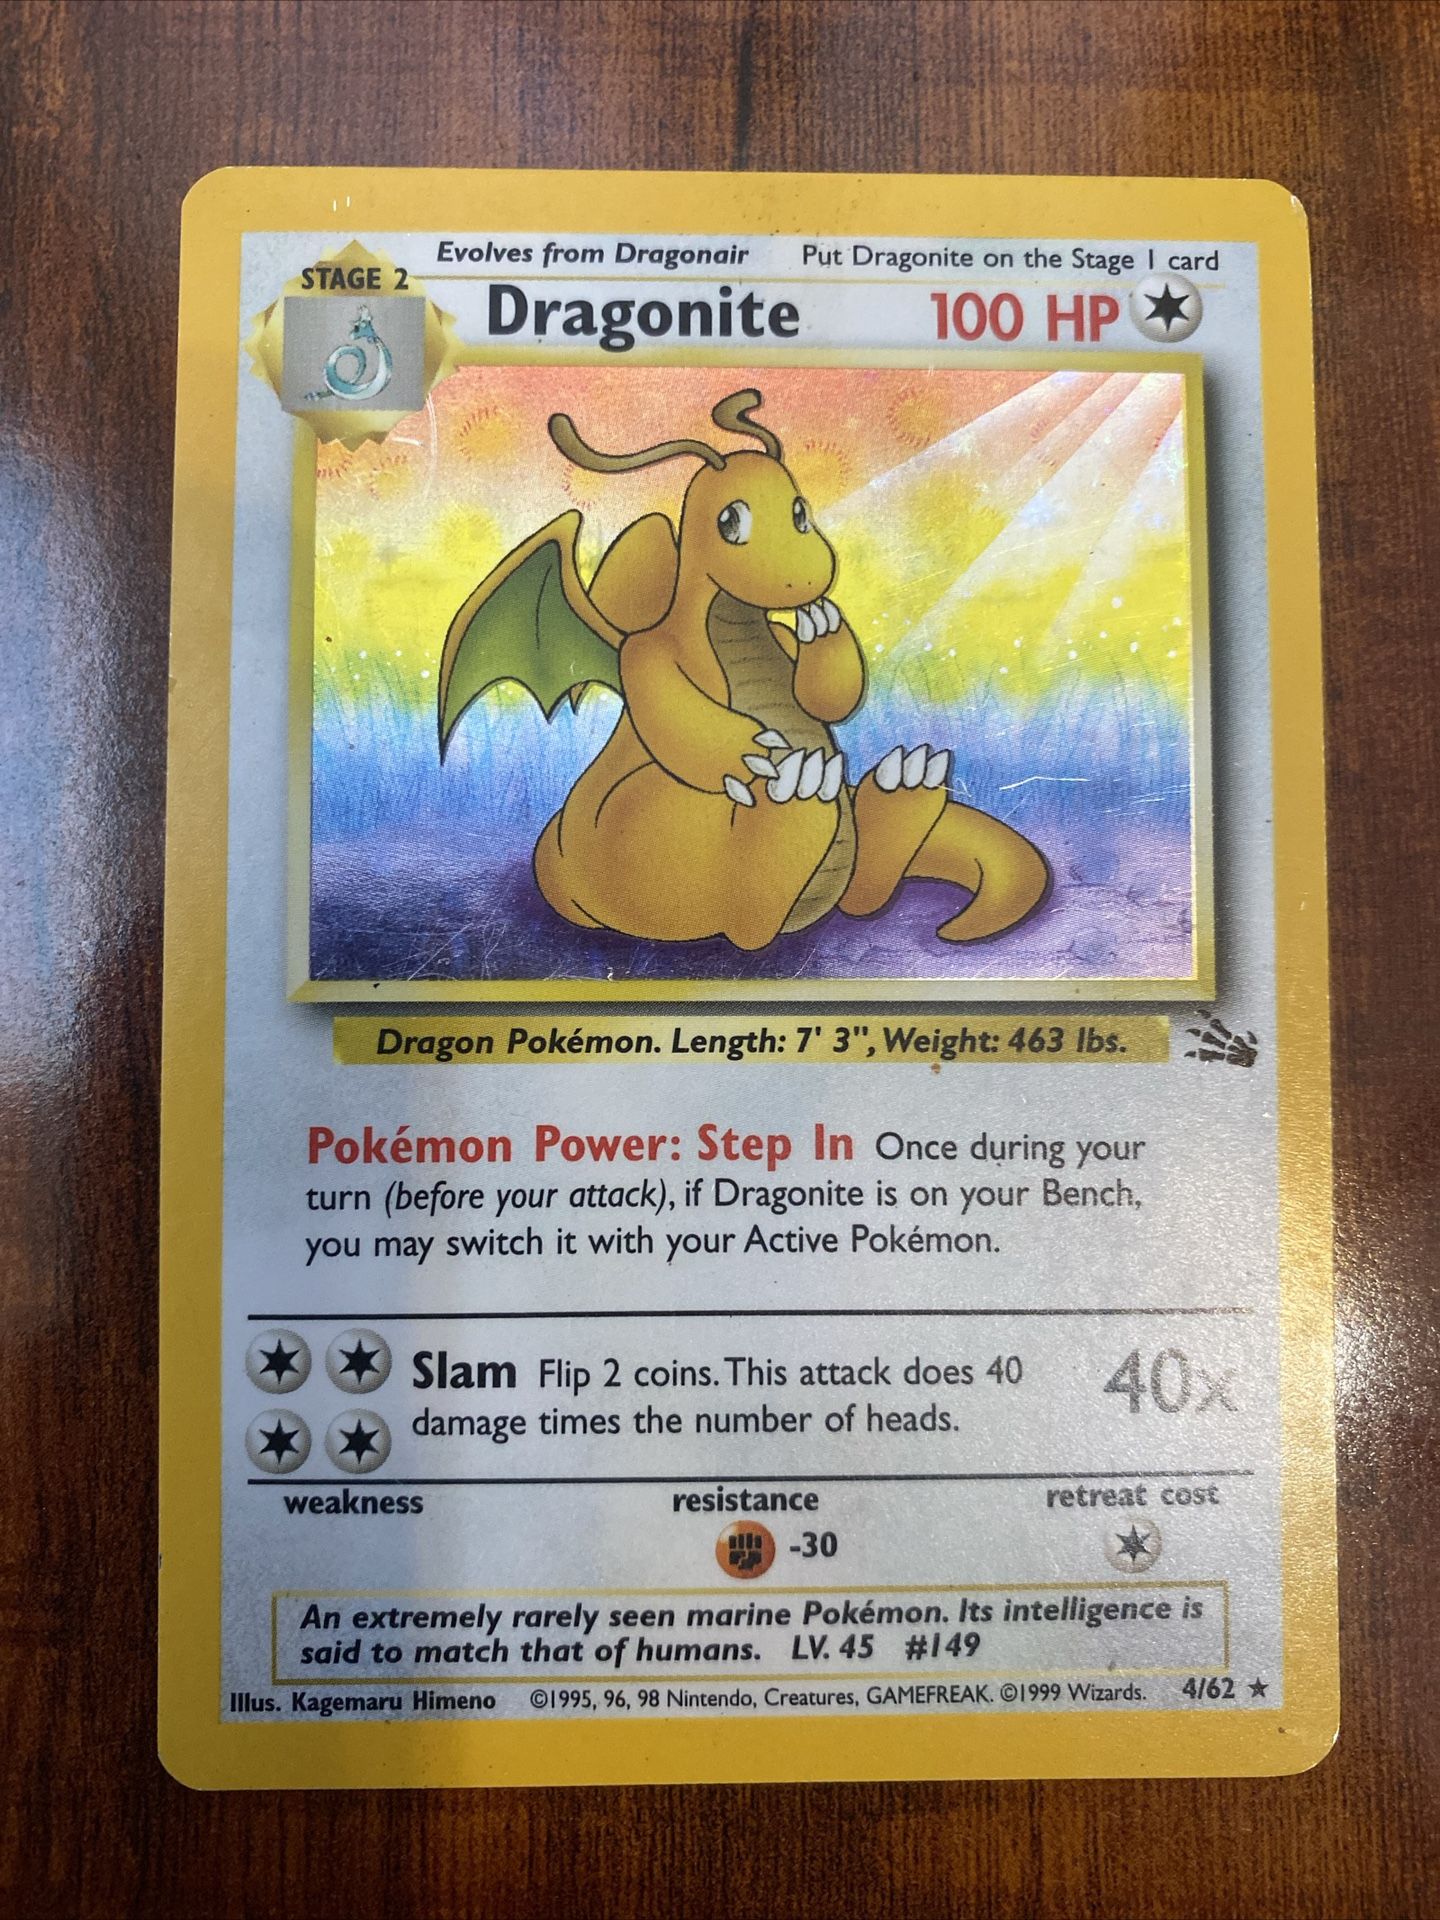 Evolves from Dragonair Put Dragonite on the Stage 1 card
STAGE 2
Dragonite 100 HP
Dragon Pokémon. Length: 7' 3", Weight: 463 lbs.
Pokémon Power: Step In Once during your
turn (before your attack), if Dragonite is on your Bench,
you may switch it with your Active Pokémon.
Slam Flip 2 coins. This attack does 40 40x
damage times the number of heads.
weakness resistance retreat cost
-30
An extremely rarely seen marine Pokémon. Its intelligence is
said to match that of humans. LV. 45 #149
Illus. Kagemaru Himeno ©1995, 96, 98 Nintendo, Creatures, GAMEFREAK. ©1999 Wizards. 4/62 ★